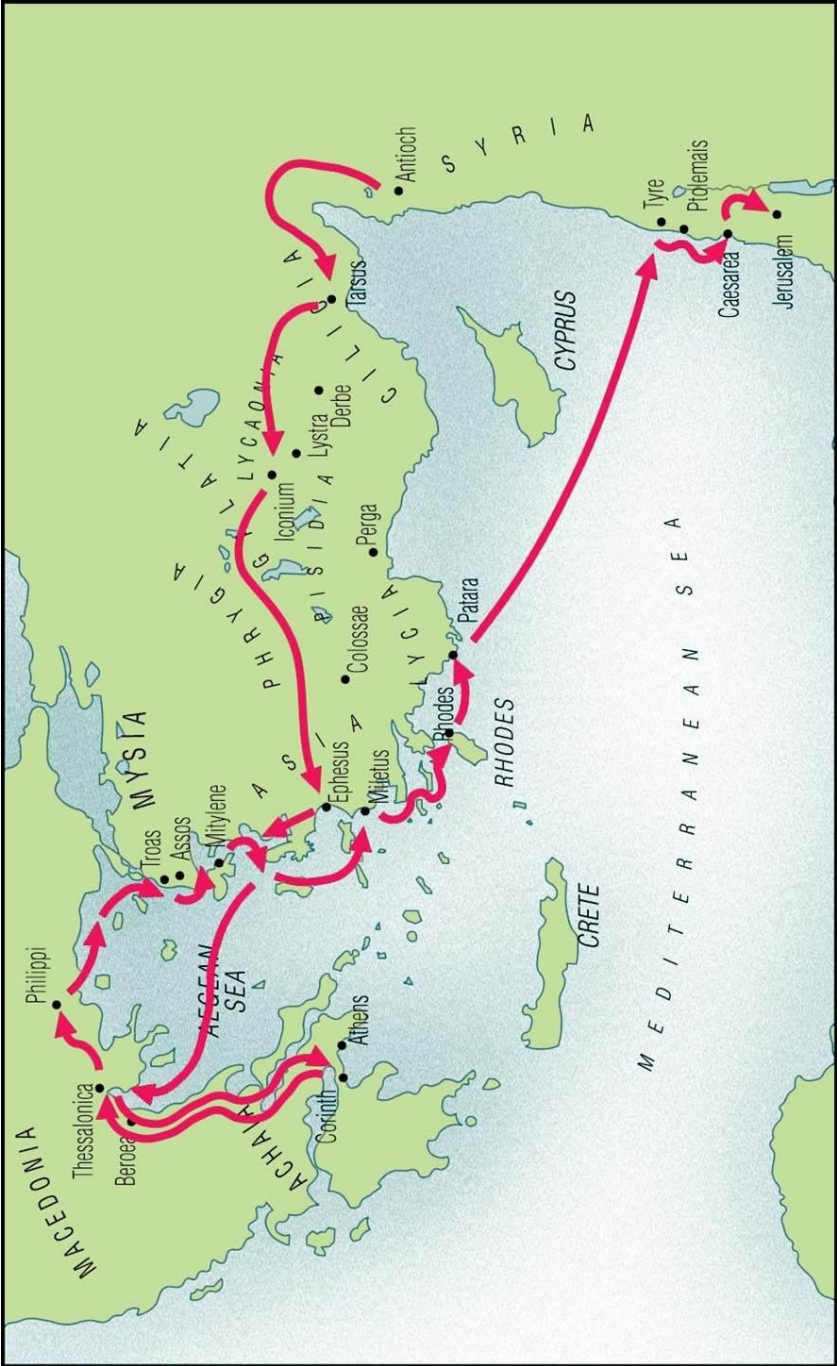 MACEDONIA
Thessalonica
Beroea
Philippi
ACHAIA
Corinth
Athens
AEGEAN
SEA
Troas
Assos
Mitylene
MYSIA
ASIA
Ephesus
Miletus
Colossae
PHRYGIA
GALATIA
LYCAONIA
PISIDIA
Iconium
Lystra
Derbe
Perga
LYCIA
Patara
Rhodes
RHODES
CRETE
CILICIA
Tarsus
Antioch
SYRIA
CYPRUS
Tyre
Ptolemais
Caesarea
Jerusalem
MEDITERRANEAN SEA